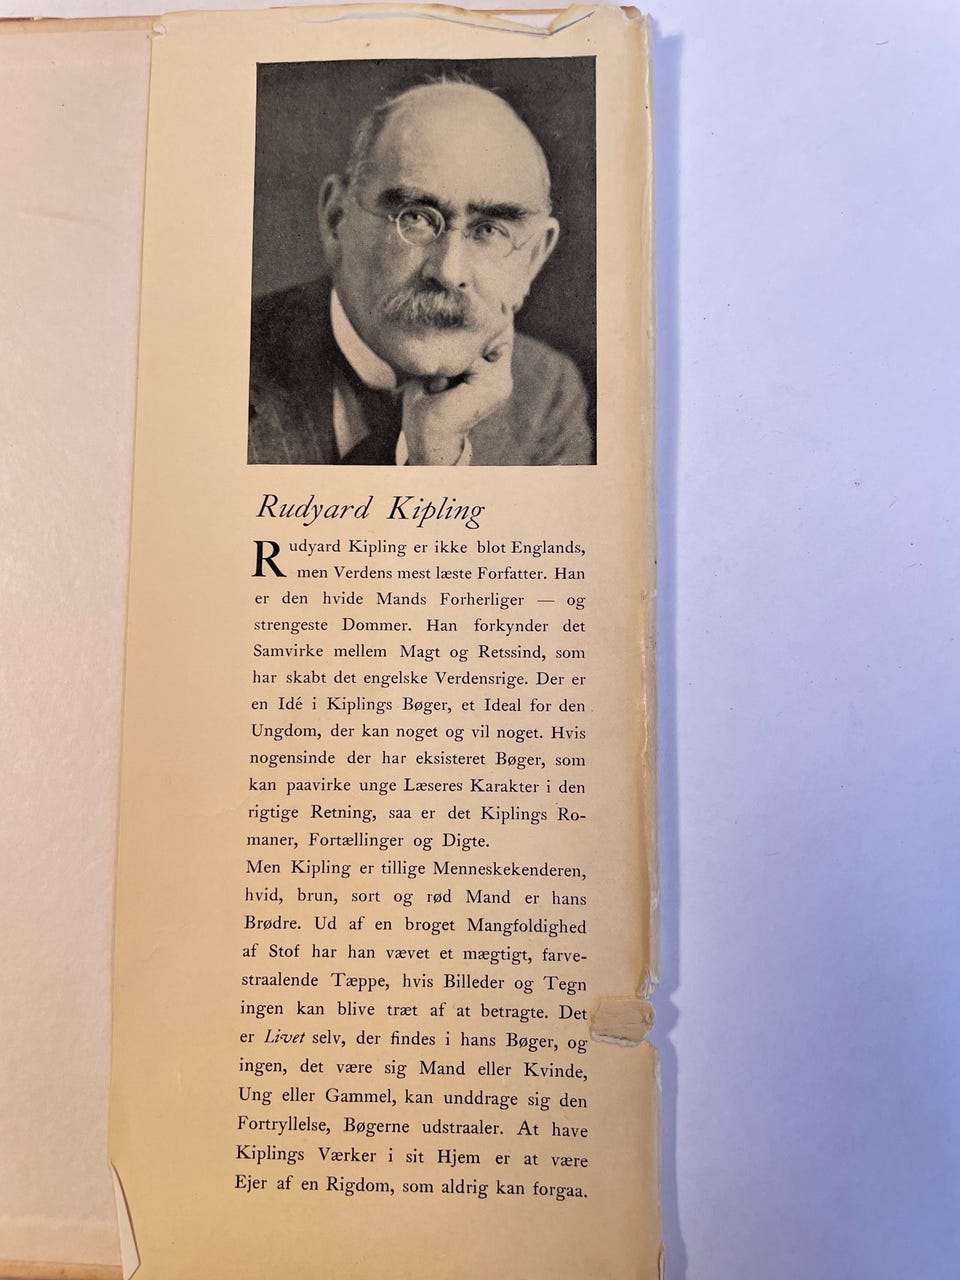 Rudyard Kipling
Rudyard Kipling er ikke blot Englands,
men Verdens mest læste Forfatter. Han
er den hvide Mands Forherliger — og
strengeste Dommer. Han forkynder det
Samvirke mellem Magt og Retssind, som
har skabt det engelske Verdensrige. Der er
en Idé i Kiplings Bøger, et Ideal for den
Ungdom, der kan noget og vil noget. Hvis
nogensinde der har eksisteret Bøger, som
kan paavirke unge Læseres Karakter i den
rigtige Retning, saa er det Kiplings Ro-
maner, Fortællinger og Digte.
Men Kipling er tillige Menneskekenderen,
hvid, brun, sort og rød Mand er hans
Brødre. Ud af en broget Mangfoldighed
af Stof har han vævet et mægtigt, farve-
straalende Tæppe, hvis Billeder og Tegn
ingen kan blive træt af at betragte. Det
er Livet selv, der findes i hans Bøger, og
ingen, det være sig Mand eller Kvinde,
Ung eller Gammel, kan unddrage sig den
Fortryllelse, Bøgerne udstraaler. At have
Kiplings Værker i sit Hjem er at være
Ejer af en Rigdom, som aldrig kan forgaa.